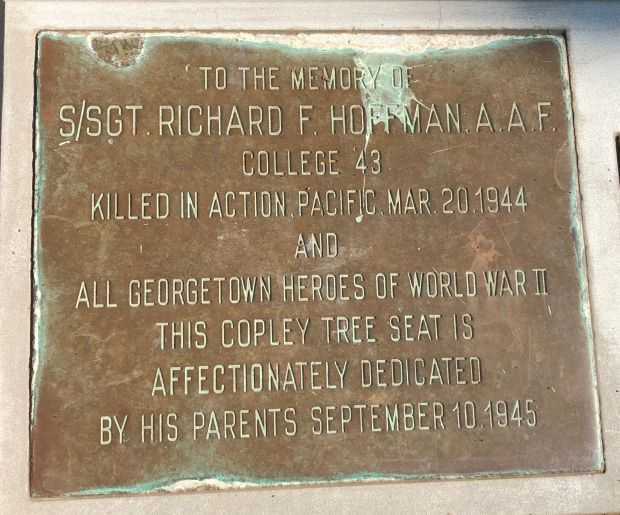 TO THE MEMORY OF
S/SGT. RICHARD F. HOFFMAN. A.A.F.
COLLEGE 43
KILLED IN ACTION, PACIFIC, MAR. 20.1944
AND
ALL GEORGETOWN HEROES OF WORLD WAR II
THIS COPLEY TREE SEAT IS
AFFECTIONATELY DEDICATED
BY HIS PARENTS SEPTEMBER 10.1945